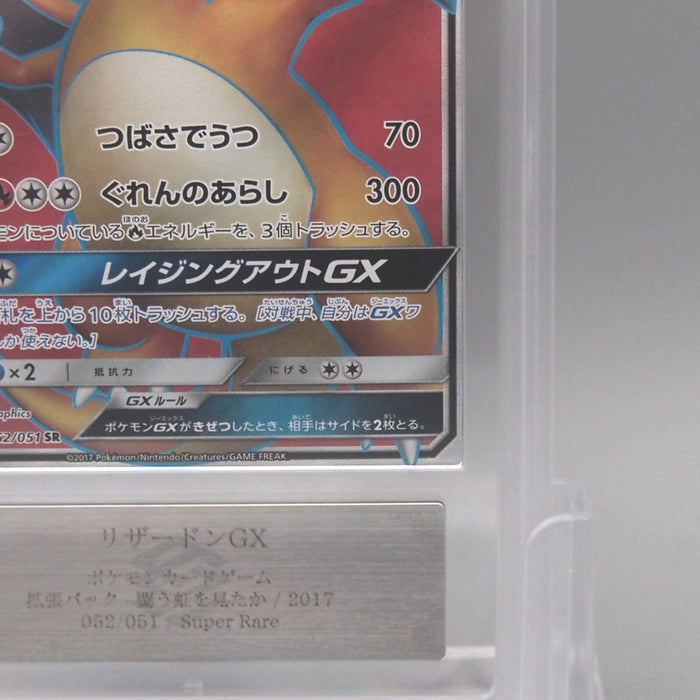 つばさでうつ 70
ぐれんのあらし 300
モンについている エネルギーを、3個トラッシュする。
レイジングアウトGX
札を上から10枚トラッシュする。[対戦中、自分はGXワ
か使えない。]
×2 抵抗力 にげる
GXルール
ポケモンGXがきぜつしたとき、相手はサイドを2枚とる。
aphics
2/051 SR
©2017 Pokémon/Nintendo/Creatures/GAME FREAK.
リザードンGX
ポケモンカードゲーム
拡張パック 闘う虹を見たか / 2017
052/051 / Super Rare